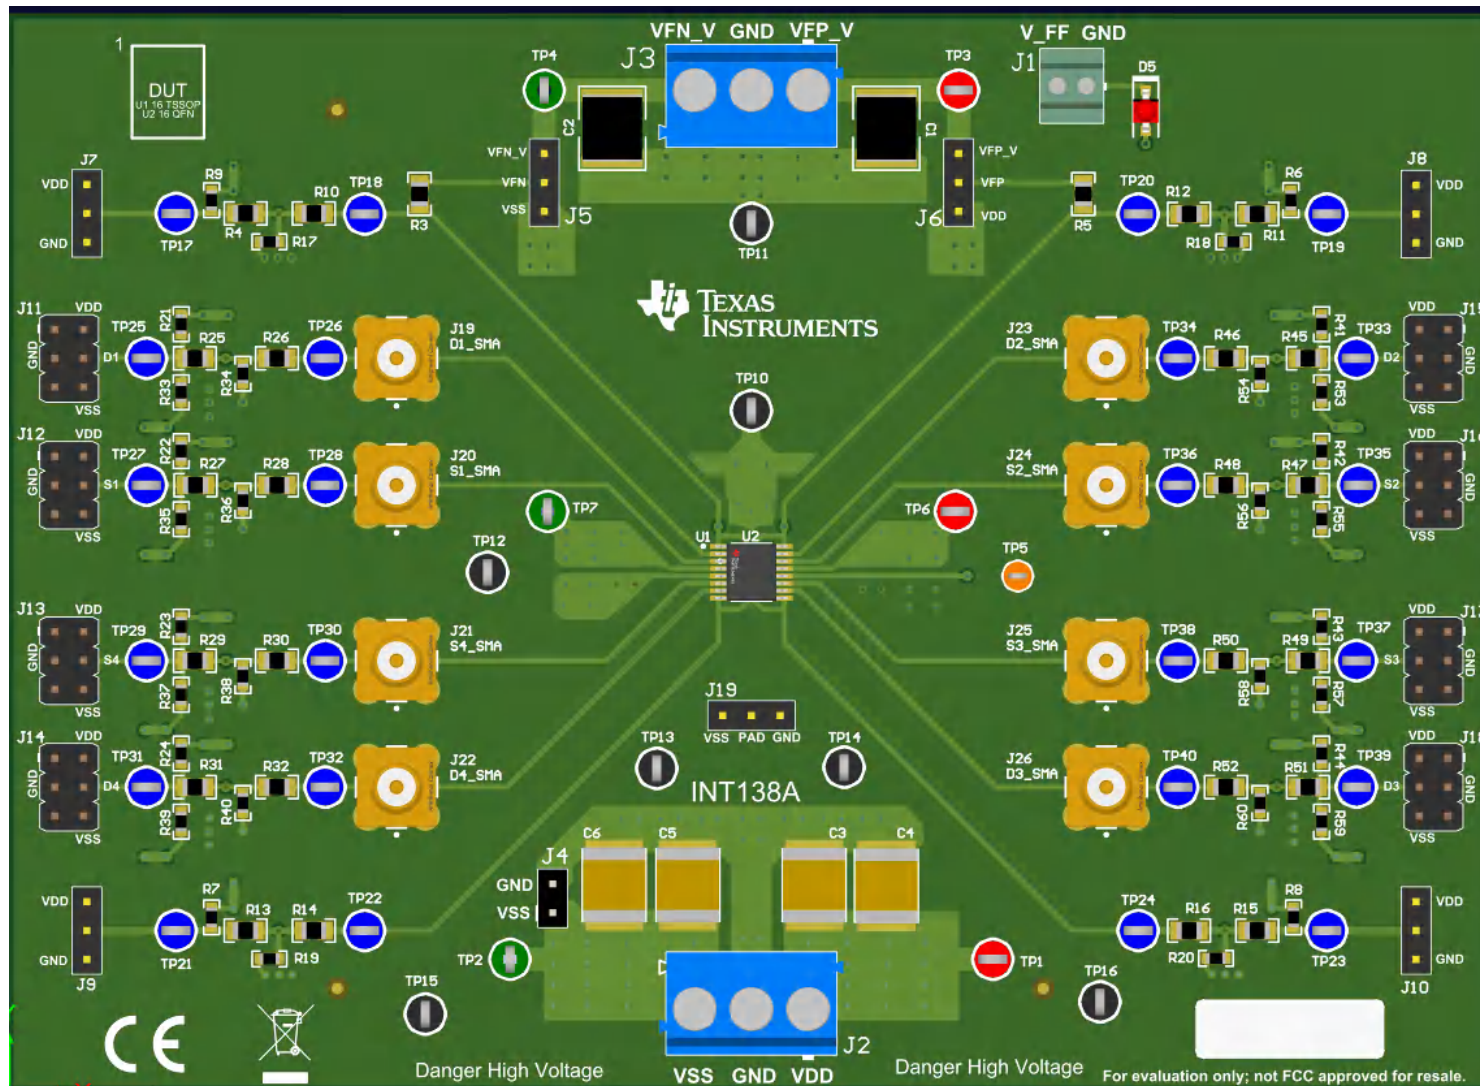 VFN_V GND VFP_V
V_FF GND
J3
J1
TP4
TP3
D5
1
DUT
U1 16 TSSOP
U2 16 QFN
C2
C1
J7
VDD
GND
R9
R4
R10
R17
TP17
TP18
R3
VFN_V
VFN
VSS
J5
TP11
VFP_V
VFP
VDD
J6
R5
TP20
R12
R18
R11
R6
TP19
J8
VDD
GND
TEXAS
INSTRUMENTS
J11
VDD
GND
VSS
TP25
D1
R21
R25
R33
R34
R26
TP26
J19
D1_SMA
J23
D2_SMA
TP34
R46
R54
R45
R41
R53
TP33
D2
J15
VDD
GND
VSS
TP10
J12
VDD
GND
VSS
TP27
S1
R22
R27
R35
R36
R28
TP28
J20
S1_SMA
J24
S2_SMA
TP36
R48
R56
R47
R42
R55
TP35
S2
VDD
GND
VSS
TP7
TP6
TP12
U1
U2
TP5
J13
VDD
GND
VSS
TP29
S4
R23
R29
R37
R38
R30
TP30
J21
S4_SMA
J25
S3_SMA
TP38
R50
R58
R49
R43
R57
TP37
S3
VDD
GND
VSS
J19
VSS PAD GND
TP13
TP14
J14
VDD
GND
VSS
TP31
D4
R24
R31
R39
R40
R32
TP32
J22
D4_SMA
INT138A
J26
D3_SMA
TP40
R52
R60
R51
R44
R59
TP39
D3
VDD
GND
VSS
C6
C5
C3
C4
J4
GND
VSS
VDD
GND
J9
R7
R13
R14
R19
TP21
TP22
TP2
TP15
TP1
TP16
TP24
R16
R15
R8
R20
TP23
VDD
GND
J10
CE
J2
Danger High Voltage
Danger High Voltage
VSS GND VDD
For evaluation only; not FCC approved for resale.